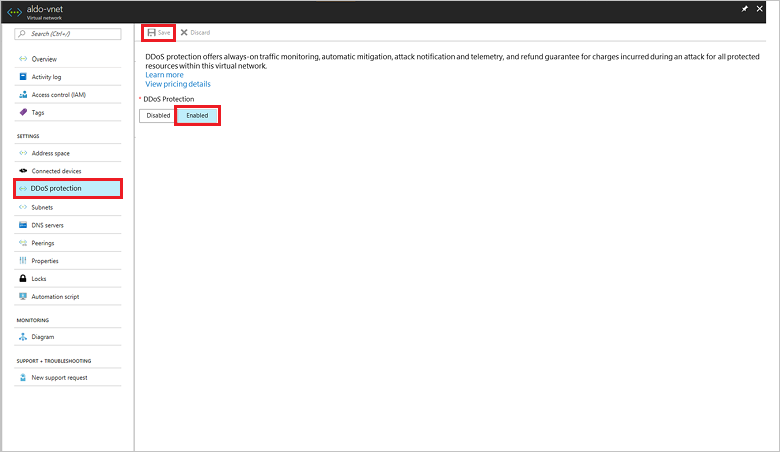 aldo-vnet
Virtual network
Search (Ctrl+/)
Overview
Activity log
Access control (IAM)
Tags
SETTINGS
Address space
Connected devices
DDoS protection
Subnets
DNS servers
Peerings
Properties
Locks
Automation script
MONITORING
Diagram
SUPPORT + TROUBLESHOOTING
New support request
Save
Discard
DDoS protection offers always-on traffic monitoring, automatic mitigation, attack notification and telemetry, and refund guarantee for charges incurred during an attack for all protected
resources within this virtual network.
Learn more
View pricing details
* DDoS Protection
Disabled
Enabled